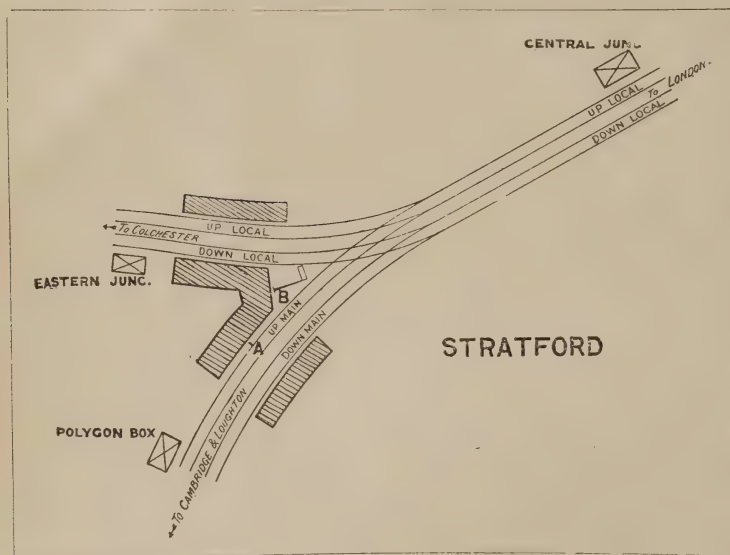 CENTRAL JUNC.
UP LOCAL
TO LONDON.
DOWN LOCAL
UP LOCAL
TO COLCHESTER
DOWN LOCAL
EASTERN JUNC.
B
UP MAIN
A
DOWN MAIN
STRATFORD
POLYGON BOX
TO CAMBRIDGE & LOUGHTON